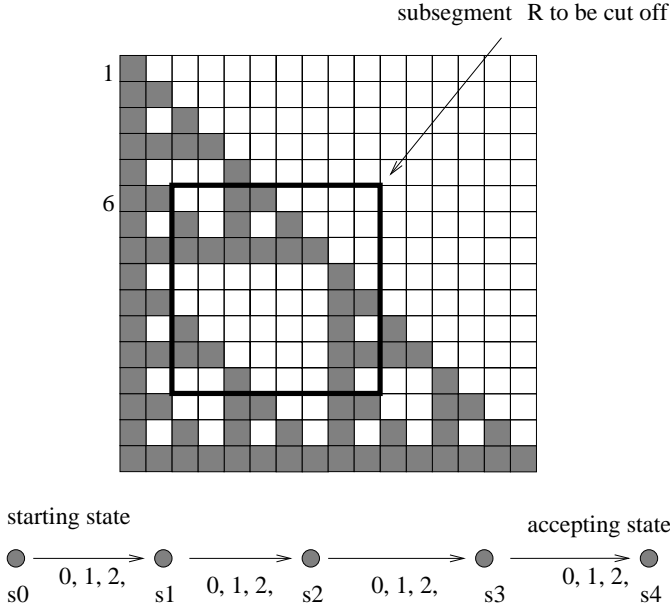 subsegment R to be cut off
1
6
starting state
accepting state
0, 1, 2,
0, 1, 2,
0, 1, 2,
0, 1, 2,
s0
s1
s2
s3
s4